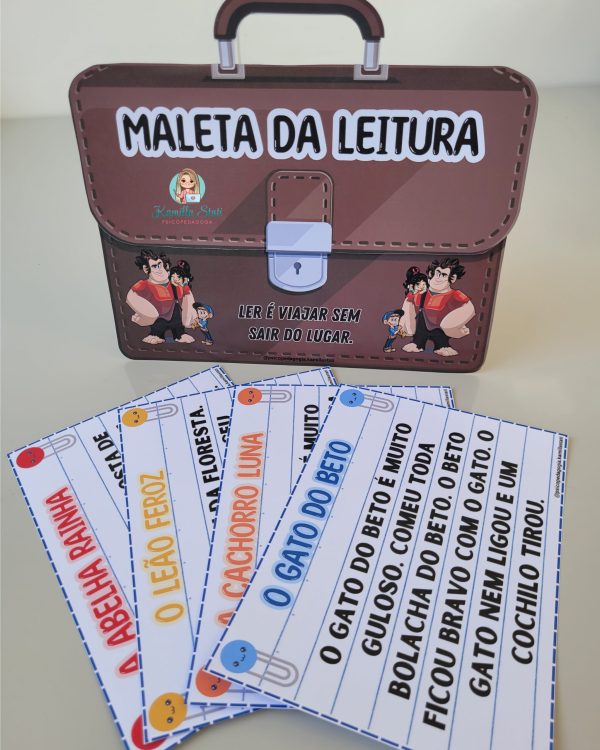 MALETA DA LEITURA
Kamilla Stati
PSICOPEDAGOGA
LER É VIAJAR SEM
SAIR DO LUGAR.
A ABELHA RAINHA
O LEÃO FEROZ
DA FLORESTA.
O CACHORRO LUNA
O GATO DO BETO
O GATO DO BETO É MUITO
GULOSO. COMEU TODA
BOLACHA DO BETO. O BETO
FICOU BRAVO COM O GATO. O
GATO NEM LIGOU E UM
COCHILO TIROU.